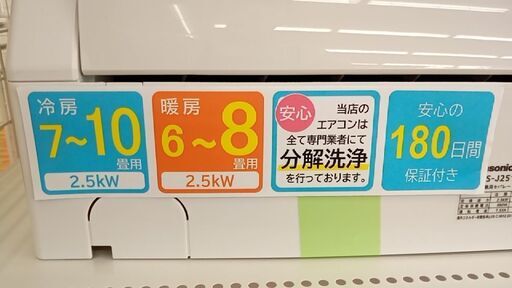 冷房
7~10
畳用
2.5kW
暖房
6~8
畳用
2.5kW
安心
当店の
エアコンは
全て専門業者にて
分解洗浄
を行っております。
安心の
180日間
保証付き
sonic
S-J25